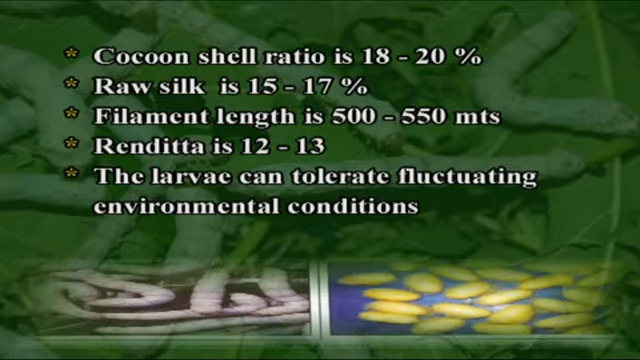 * Cocoon shell ratio is 18 - 20 %
* Raw silk is 15 - 17 %
* Filament length is 500 - 550 mts
* Renditta is 12 - 13
* The larvae can tolerate fluctuating
environmental conditions